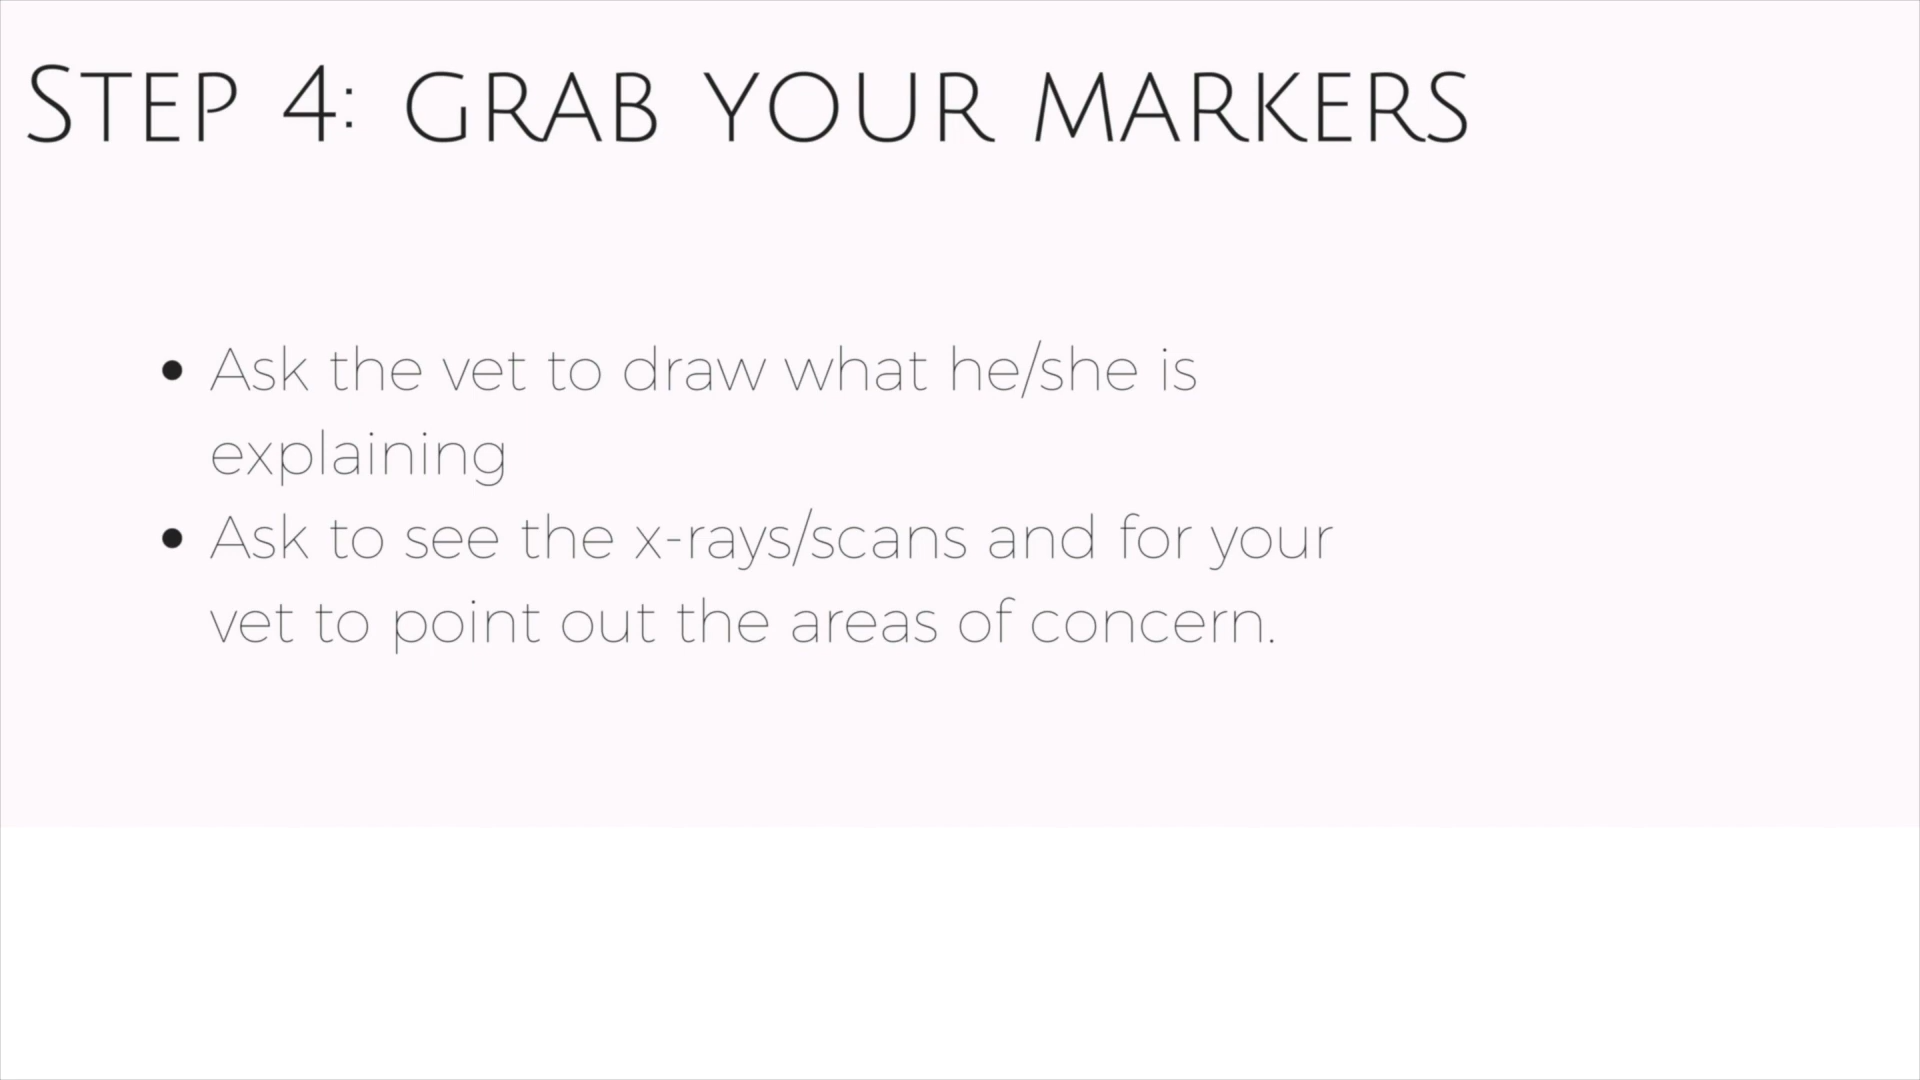 Step 4: grab your markers
• Ask the vet to draw what he/she is
explaining
• Ask to see the x-rays/scans and for your
vet to point out the areas of concern.